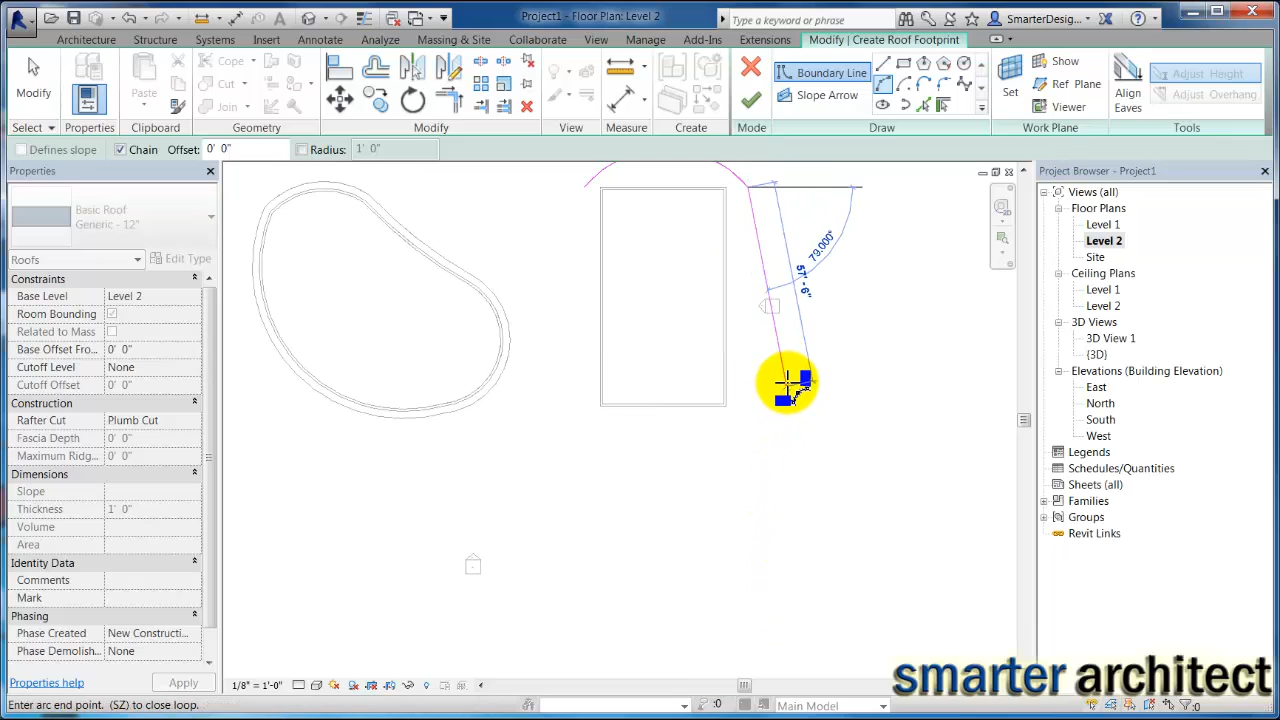 Project1 - Floor Plan: Level 2
Type a keyword or phrase
SmarterDesig...
Architecture Structure Systems Insert Annotate Analyze Massing & Site Collaborate View Manage Add-Ins Extensions Modify | Create Roof Footprint
Modify
Paste
Cope
Cut
Join
Boundary Line
Slope Arrow
Set
Show
Ref Plane
Viewer
Align
Eaves
Adjust Height
Adjust Overhang
Select Properties Clipboard Geometry Modify View Measure Create Mode Draw Work Plane Tools
Defines slope Chain Offset: 0' 0" Radius: 1' 0"
Properties
Basic Roof
Generic - 12"
Roofs Edit Type
Constraints
Base Level Level 2
Room Bounding
Related to Mass
Base Offset Fro... 0' 0"
Cutoff Level None
Cutoff Offset 0' 0"
Construction
Rafter Cut Plumb Cut
Fascia Depth 0' 0"
Maximum Ridg... 0' 0"
Dimensions
Slope
Thickness 1' 0"
Volume
Area
Identity Data
Comments
Mark
Phasing
Phase Created New Constructi...
Phase Demolish... None
Properties help Apply
79.000°
57' - 6"
Project Browser - Project1
Views (all)
Floor Plans
Level 1
Level 2
Site
Ceiling Plans
Level 1
Level 2
3D Views
3D View 1
{3D}
Elevations (Building Elevation)
East
North
South
West
Legends
Schedules/Quantities
Sheets (all)
Families
Groups
Revit Links
1/8" = 1'-0"
smarter architect
Enter arc end point. (SZ) to close loop.
:0
Main Model
:0